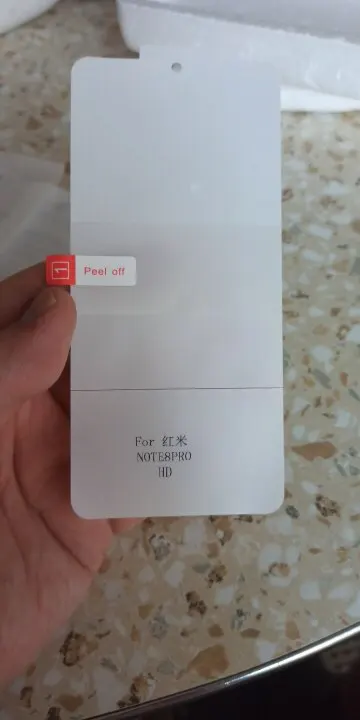 1
Peel off
For 红米
NOTE8PRO
HD